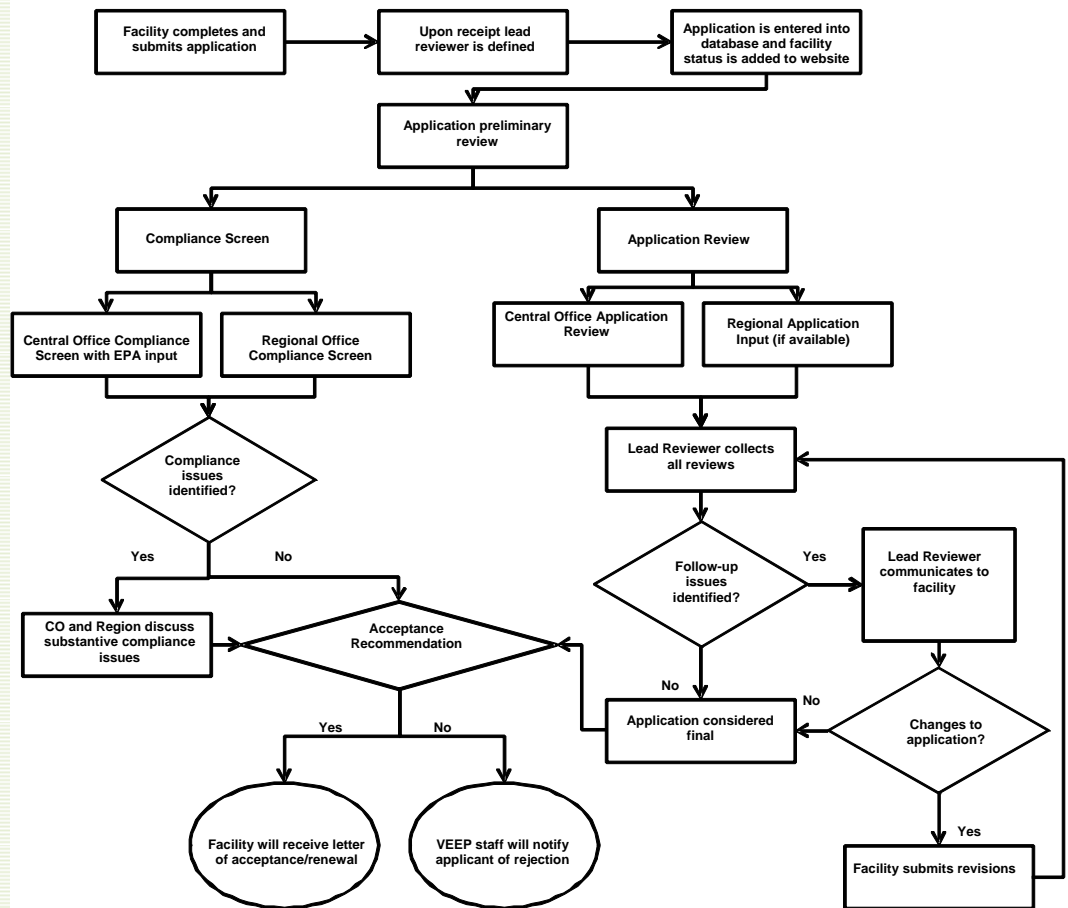 Facility completes and
submits application
Upon receipt lead
reviewer is defined
Application is entered into
database and facility
status is added to website
Application preliminary
review
Compliance Screen
Application Review
Central Office Compliance
Screen with EPA input
Regional Office
Compliance Screen
Central Office Application
Review
Regional Application
Input (if available)
Compliance
issues
identified?
Lead Reviewer collects
all reviews
Yes
No
Follow-up
issues
identified?
Yes
Lead Reviewer
communicates to
facility
CO and Region discuss
substantive compliance
issues
Acceptance
Recommendation
No
No
Application considered
final
Changes to
application?
Yes
No
Facility will receive letter
of acceptance/renewal
VEEP staff will notify
applicant of rejection
Yes
Facility submits revisions